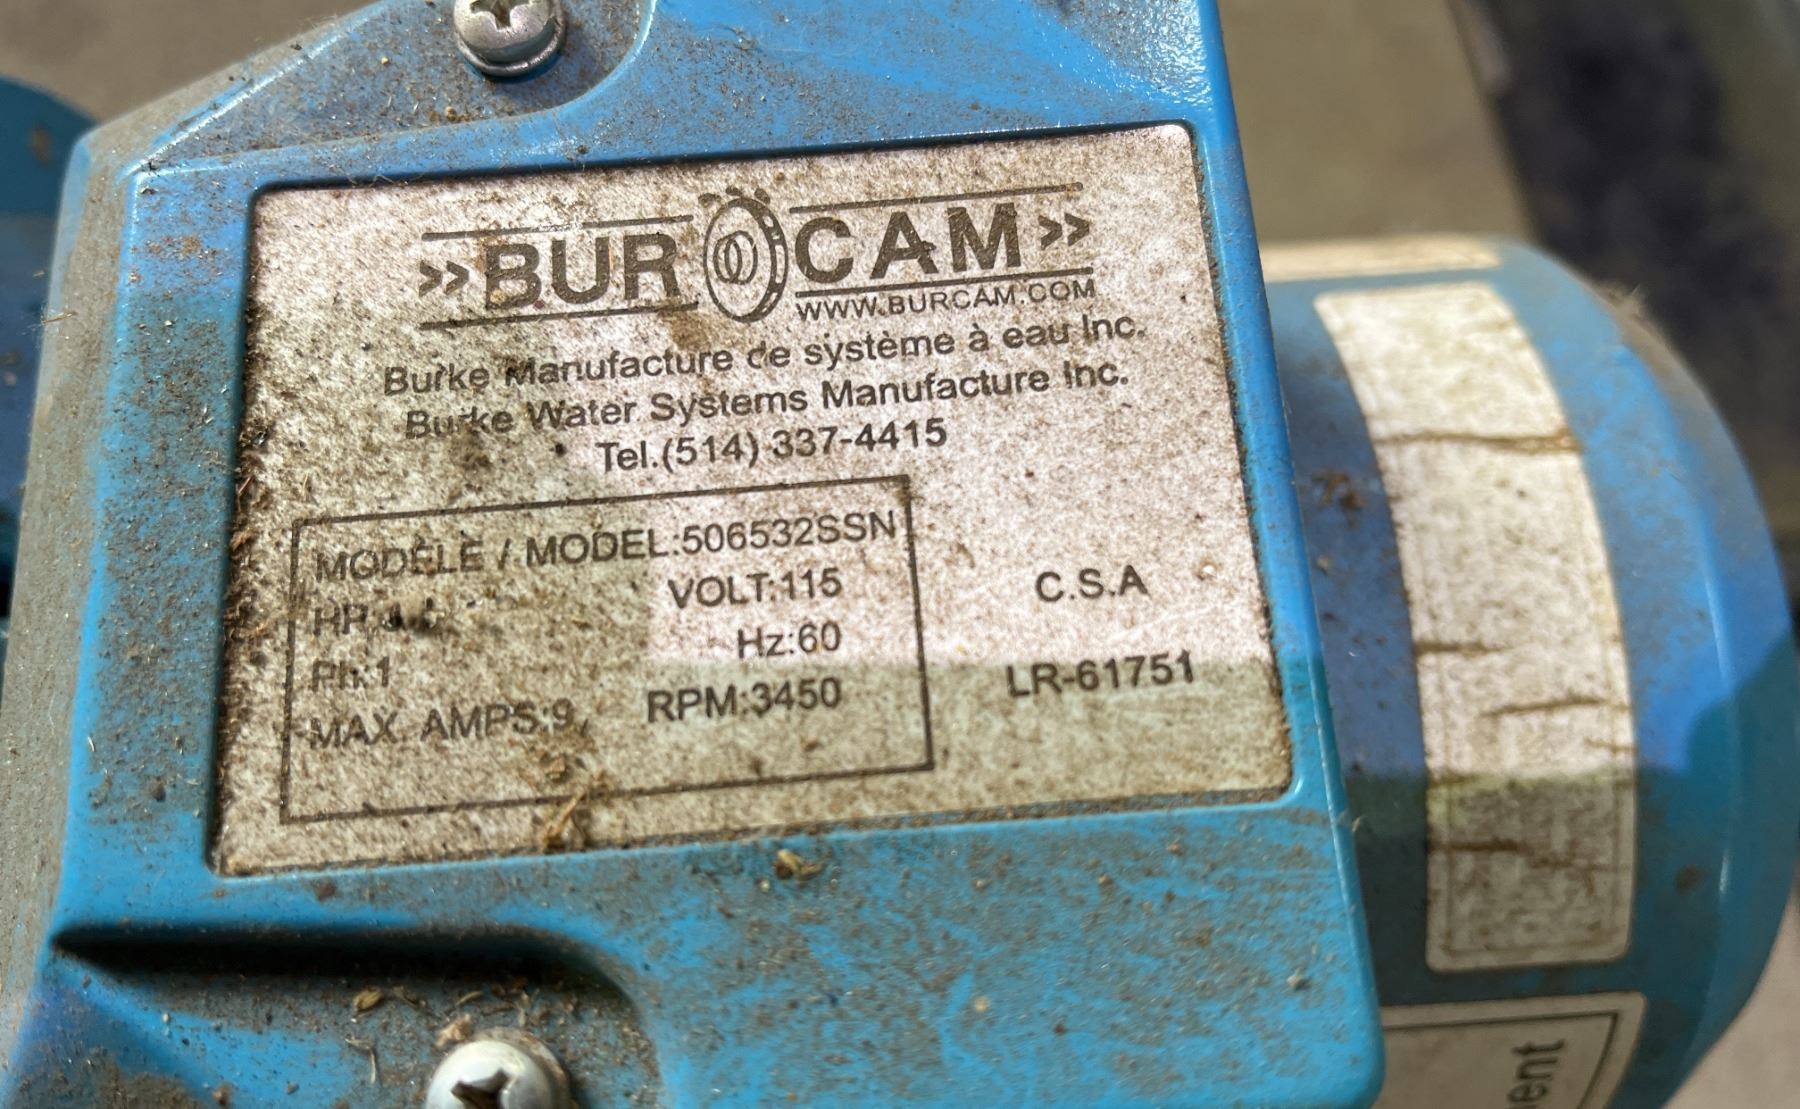 »BUR CAM»
WWW.BURCAM.COM
Burke Manufacture de système à eau Inc.
Burke Water Systems Manufacture Inc.
Tel.(514) 337-4415
MODÈLE / MODEL:506532SSN
HP: VOLT:115
Ph:1 Hz:60
MAX. AMPS:9 RPM:3450
C.S.A
LR-61751